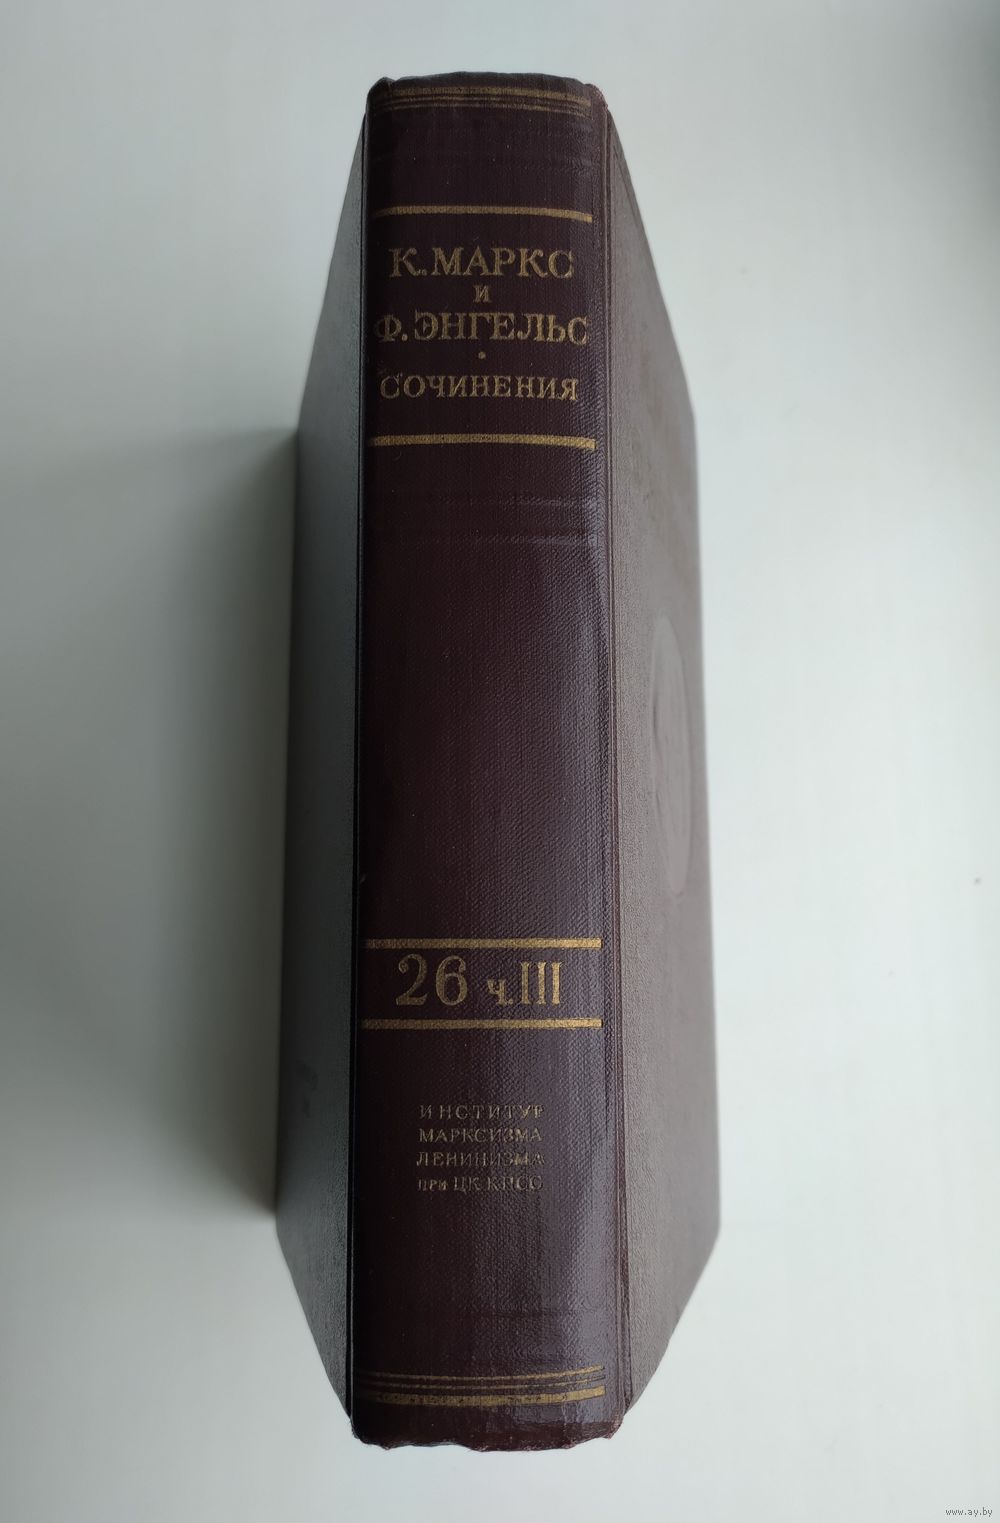 К. МАРКС
и
Ф. ЭНГЕЛЬС
•
СОЧИНЕНИЯ
26 ч. III
ИНСТИТУТ
МАРКСИЗМА
ЛЕНИНИЗМА
при ЦК КПСС
www.ay.by